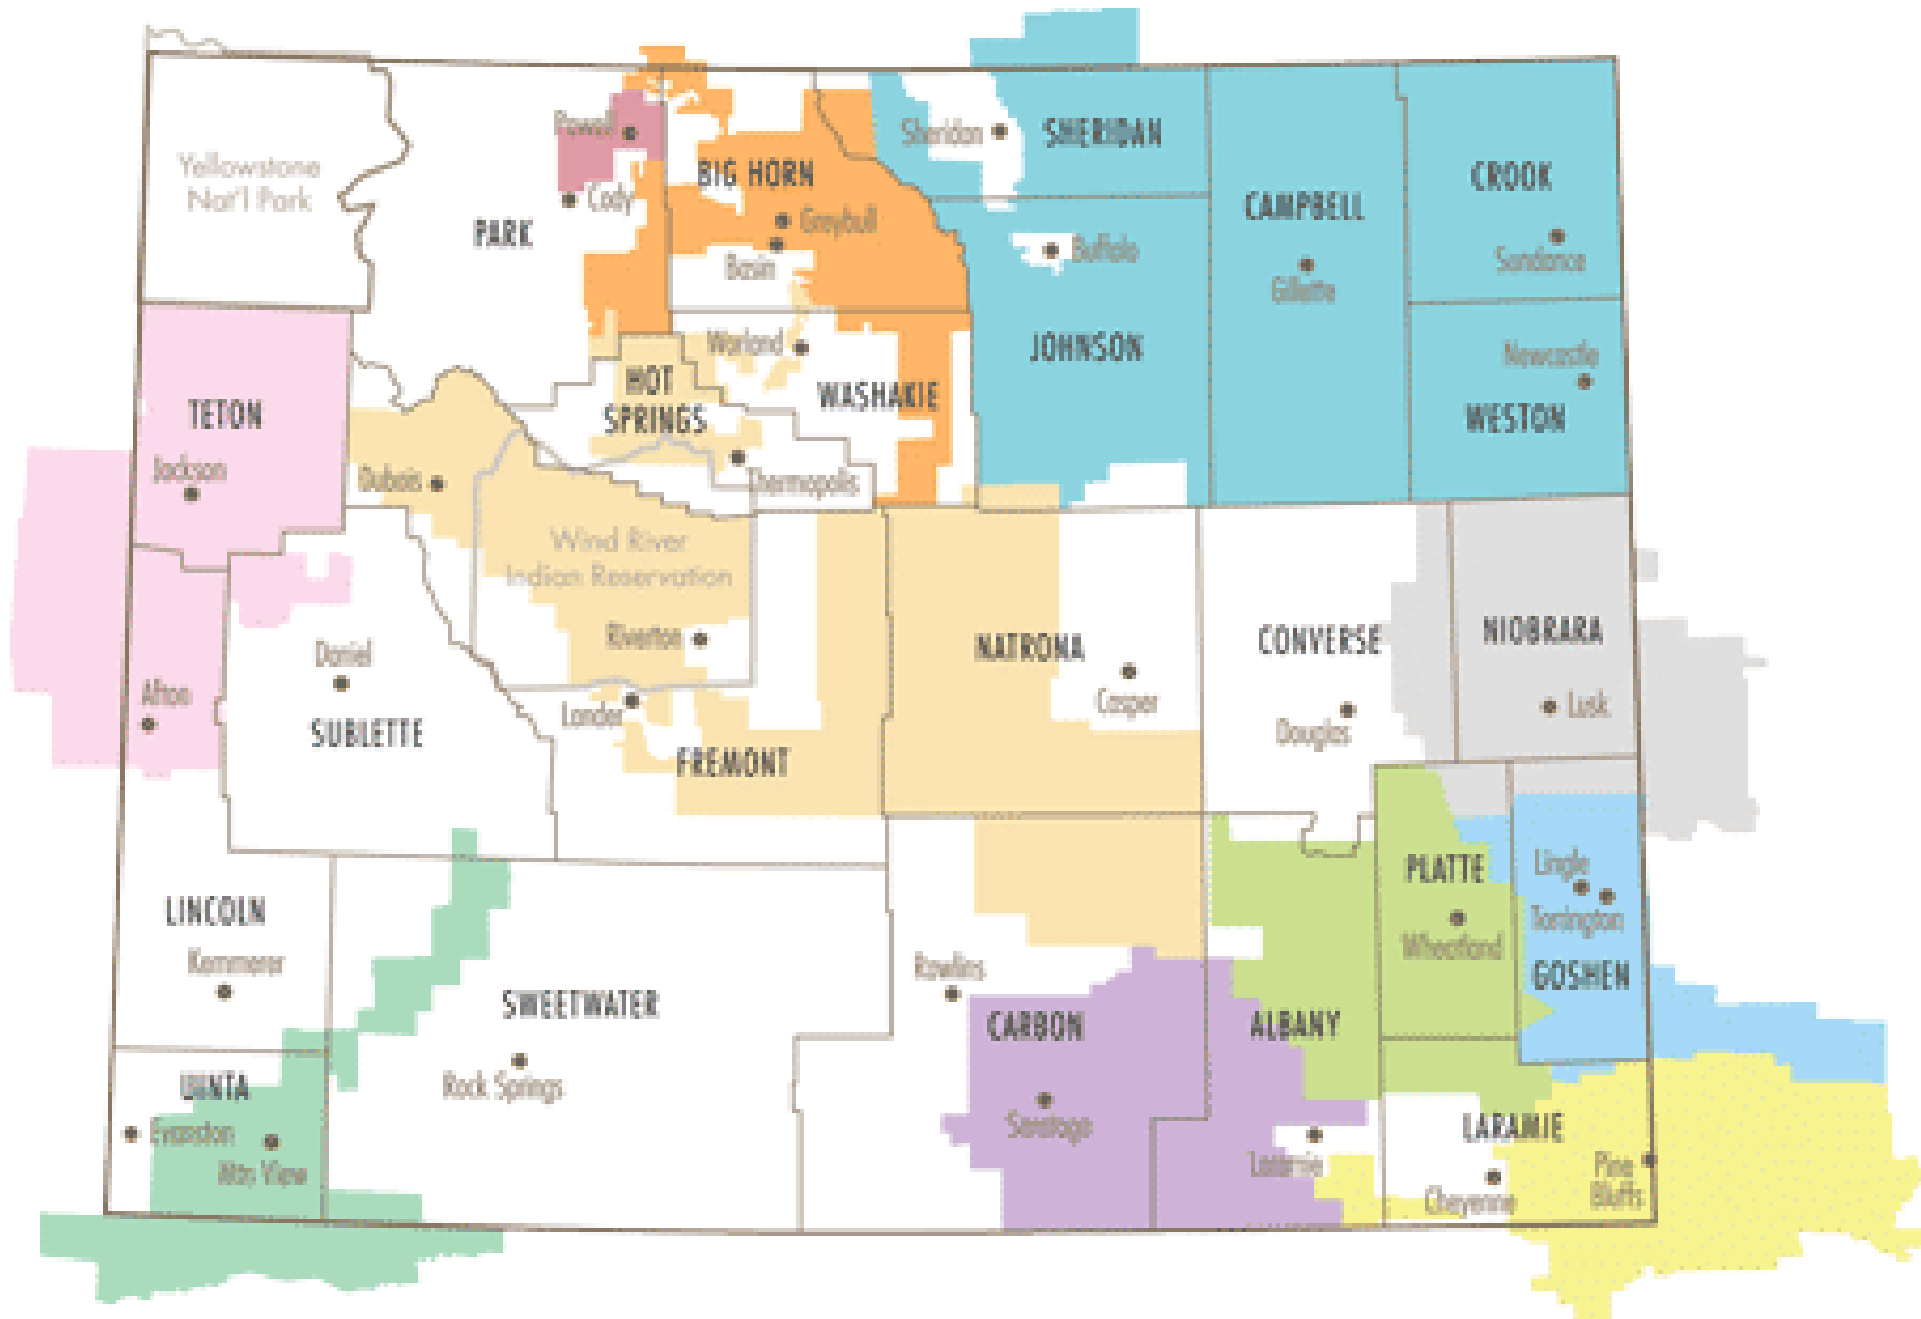 Powell
Sheridan
SHERIDAN
Yellowstone
Nat'l Park
BIG HORN
CROOK
Cody
CAMPBELL
PARK
Greybull
Basin
Buffalo
Sundance
Gillette
Worland
JOHNSON
Newcastle
HOT
SPRINGS
WASHAKIE
TETON
WESTON
Jackson
Dubois
Thermopolis
Wind River
Indian Reservation
Riverton
NATRONA
CONVERSE
NIOBRARA
Daniel
Afton
Lander
Casper
Douglas
Lusk
SUBLETTE
FREMONT
PLATTE
Lingle
Torrington
LINCOLN
Kemmerer
Wheatland
Rawlins
GOSHEN
SWEETWATER
CARBON
ALBANY
UINTA
Rock Springs
Evanston
Mtn View
Saratoga
LARAMIE
Laramie
Cheyenne
Pine
Bluffs